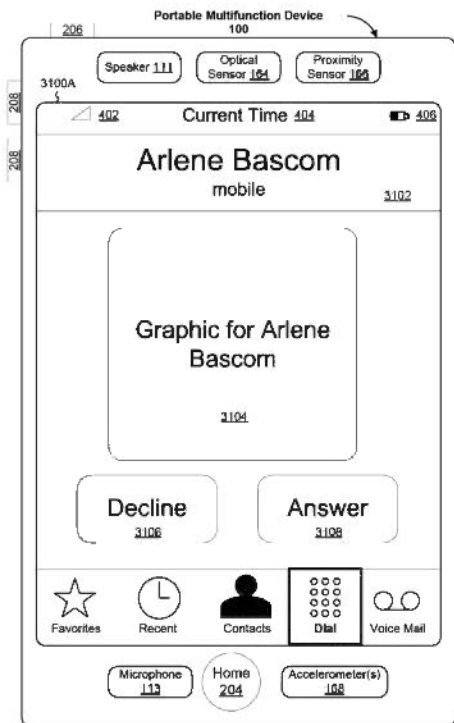 Portable Multifunction Device
100
206
Speaker 111
Optical
Sensor 164
Proximity
Sensor 166
3100A
208
208
402
Current Time 404
406
Arlene Bascom
mobile
3102
Graphic for Arlene
Bascom
3104
Decline
3106
Answer
3108
Favorites
Recent
Contacts
Dial
Voice Mail
Microphone
113
Home
204
Accelerometer(s)
168